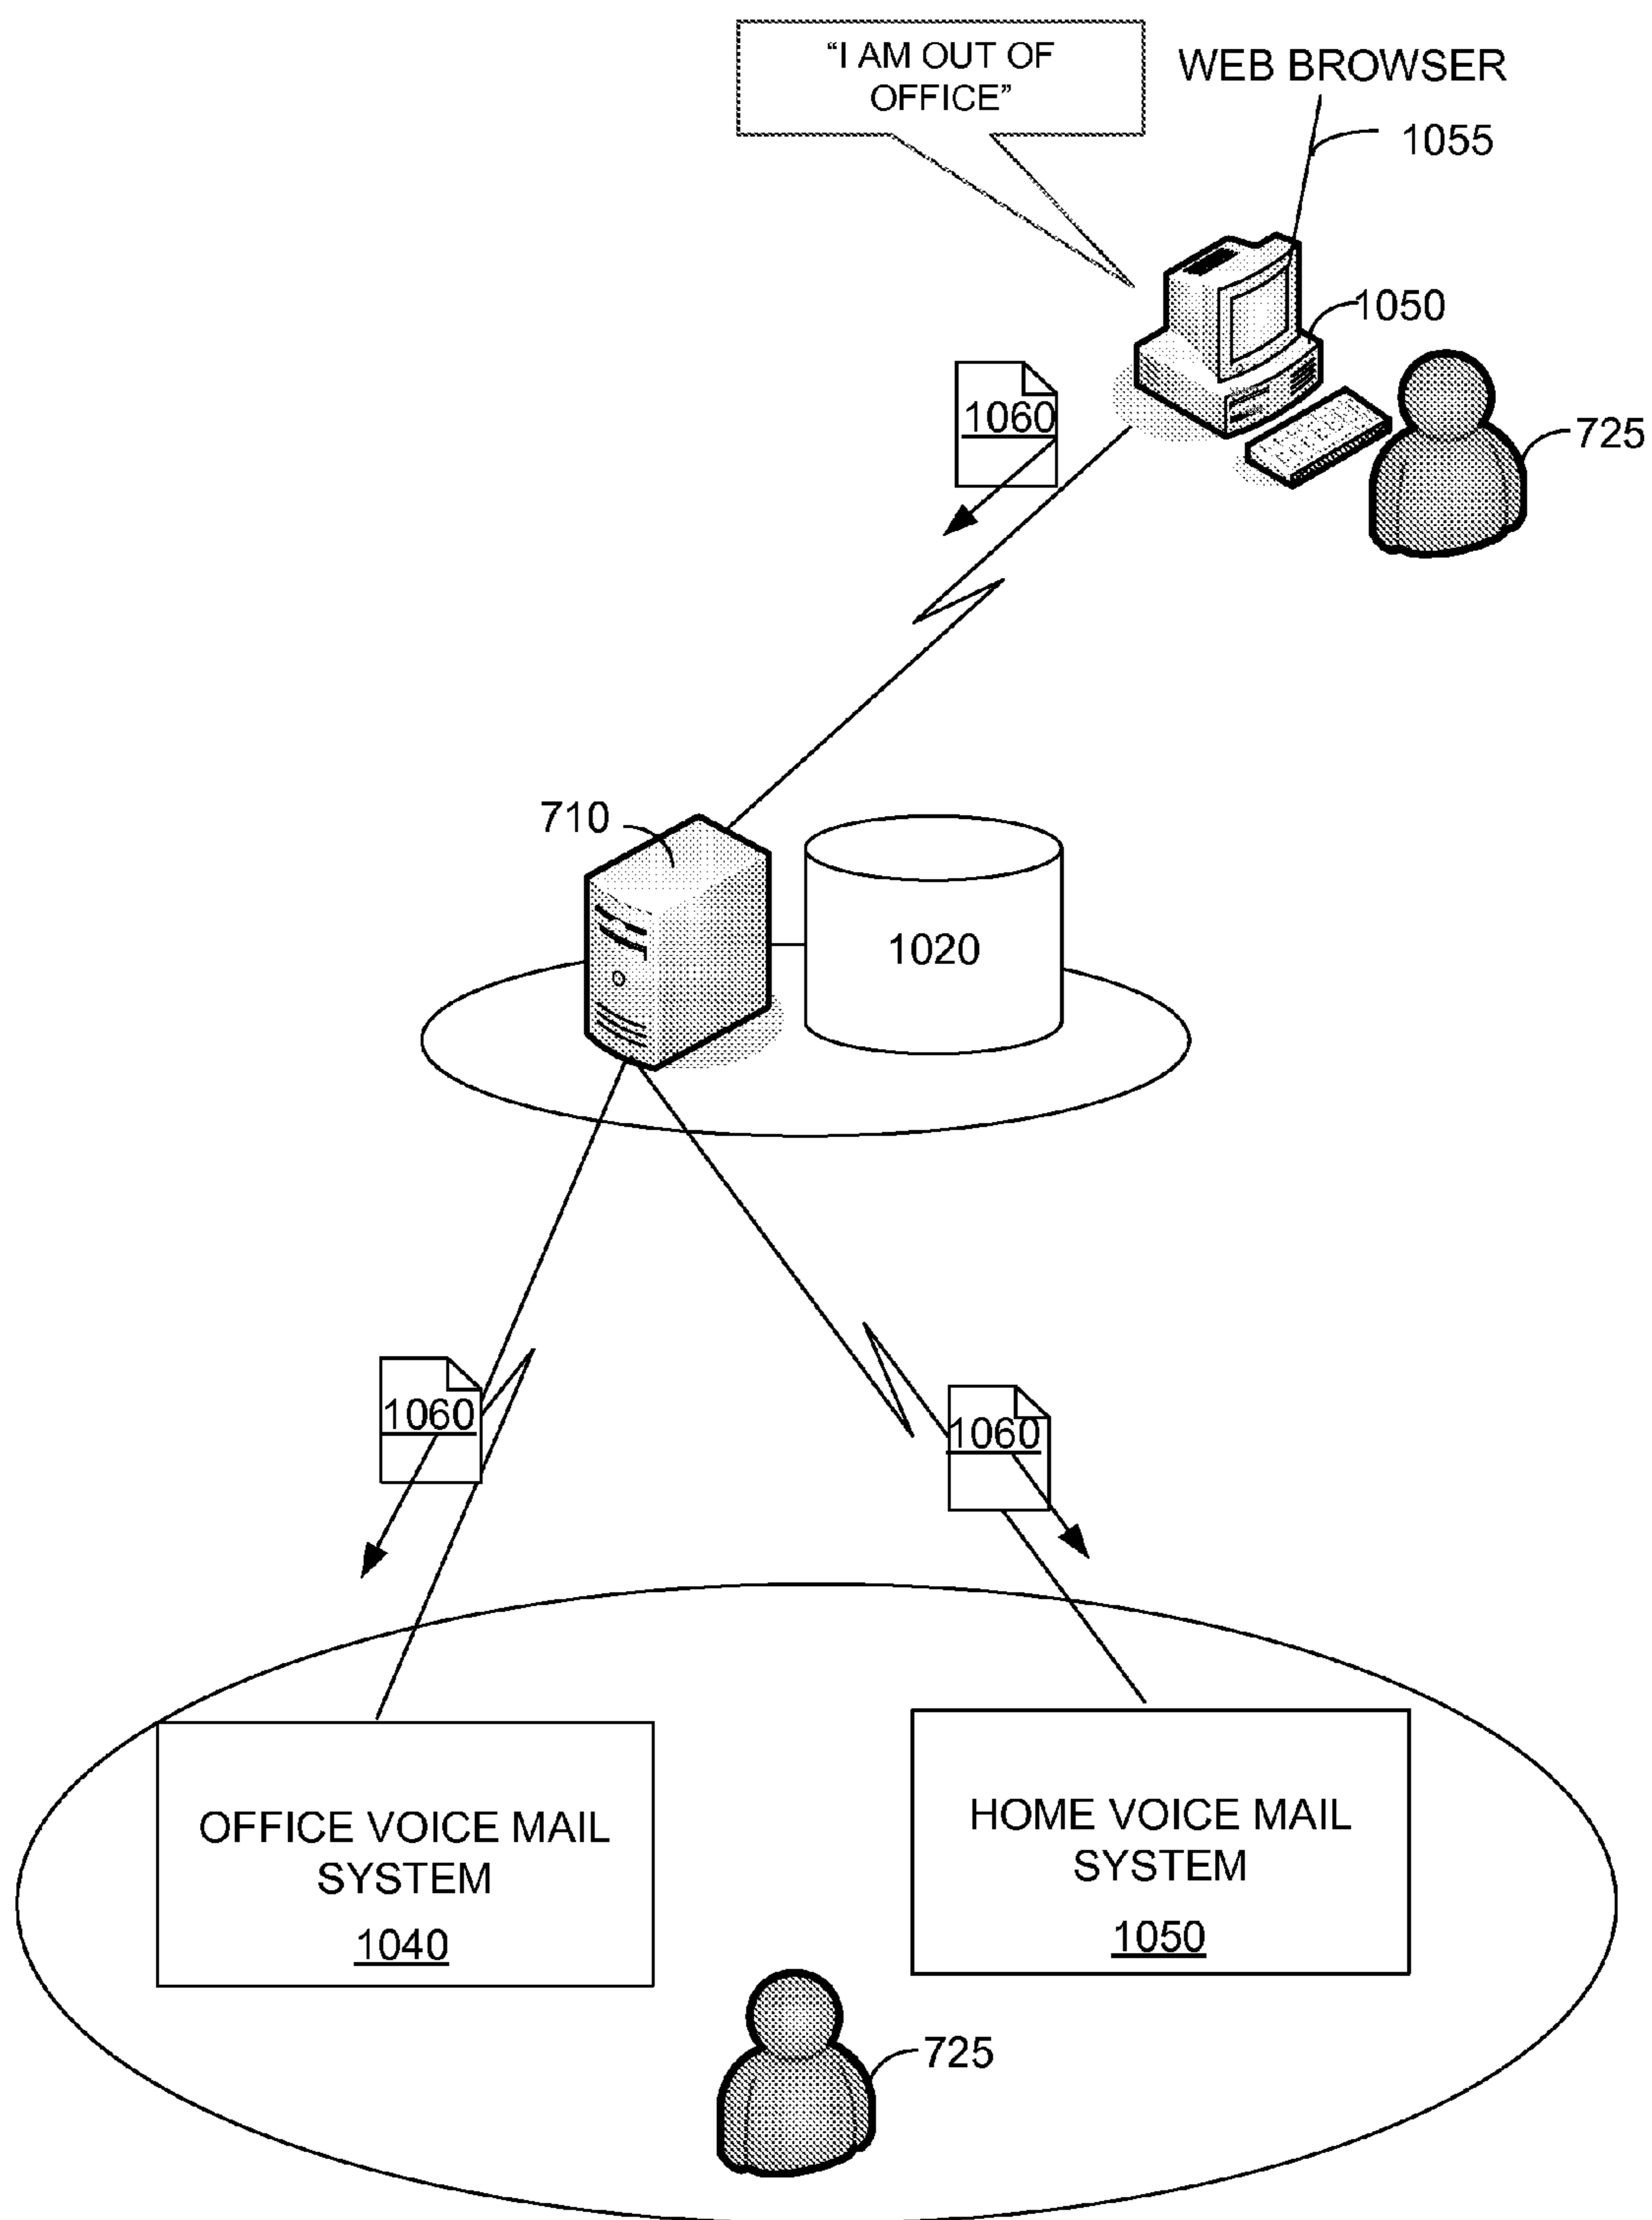 “I AM OUT OF
OFFICE”
WEB BROWSER
1055
1050
1060
725
710
1020
1060
1060
OFFICE VOICE MAIL
SYSTEM
1040
HOME VOICE MAIL
SYSTEM
1050
725